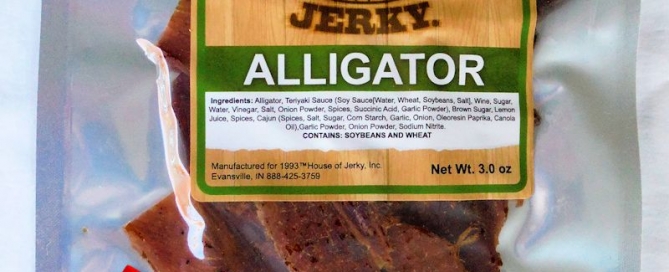 JERKY.
ALLIGATOR
Ingredients: Alligator, Teriyaki Sauce (Soy Sauce[Water, Wheat, Soybeans, Salt], Wine, Sugar,
Water, Vinegar, Salt, Onion Powder, Spices, Succinic Acid, Garlic Powder), Brown Sugar, Lemon
Juice, Spices, Cajun (Spices, Salt, Sugar, Corn Starch, Garlic, Onion, Oleoresin Paprika, Canola
Oil),Garlic Powder, Onion Powder, Sodium Nitrite.
CONTAINS: SOYBEANS AND WHEAT
Manufactured for 1993™House of Jerky, Inc.
Evansville, IN 888-425-3759
Net Wt. 3.0 oz